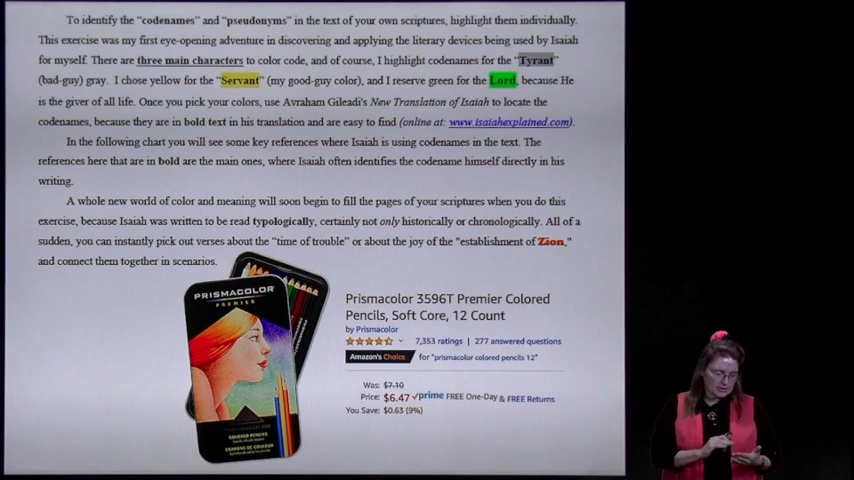 To identify the "codenames" and "pseudonyms" in the text of your own scriptures, highlight them individually.
This exercise was my first eye-opening adventure in discovering and applying the literary devices being used by Isaiah
for myself. There are three main characters to color code, and of course, I highlight codenames for the "Tyrant"
(bad-guy) gray. I chose yellow for the "Servant" (my good-guy color), and I reserve green for the Lord, because He
is the giver of all life. Once you pick your colors, use Avraham Gileadi's New Translation of Isaiah to locate the
codenames, because they are in bold text in his translation and are easy to find (online at: www.isaiahexplained.com).
In the following chart you will see some key references where Isaiah is using codenames in the text. The
references here that are in bold are the main ones, where Isaiah often identifies the codename himself directly in his
writing.
A whole new world of color and meaning will soon begin to fill the pages of your scriptures when you do this
exercise, because Isaiah was written to be read typologically, certainly not only historically or chronologically. All of a
sudden, you can instantly pick out verses about the "time of trouble" or about the joy of the "establishment of Zion,"
and connect them together in scenarios.
PRISMACOLOR
PREMIER
COLORED PENCILS
CRAYONS DE COULEUR
Prismacolor 3596T Premier Colored
Pencils, Soft Core, 12 Count
by Prismacolor
7,353 ratings | 277 answered questions
Amazon's Choice for "prismacolor colored pencils 12"
Was: $7.10
Price: $6.47 prime FREE One-Day & FREE Returns
You Save: $0.63 (9%)